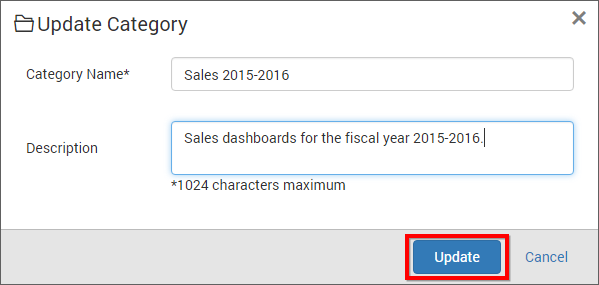 Update Category
Category Name*
Sales 2015-2016
Description
Sales dashboards for the fiscal year 2015-2016.
*1024 characters maximum
Update
Cancel